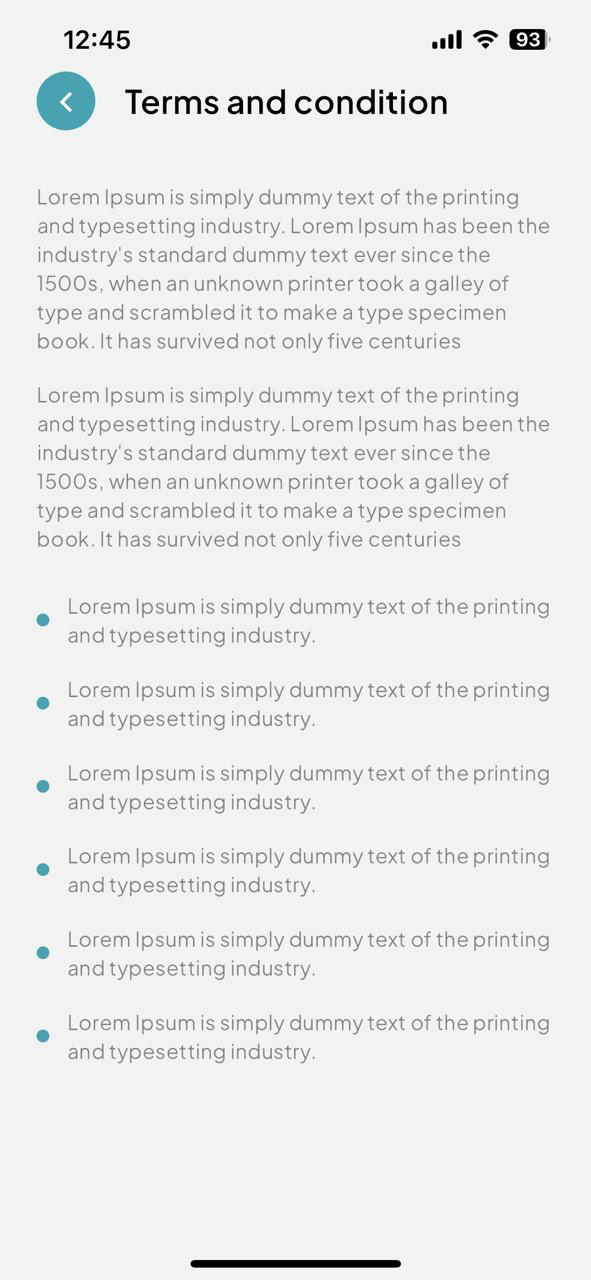 12:45
93
Terms and condition
Lorem Ipsum is simply dummy text of the printing
and typesetting industry. Lorem Ipsum has been the
industry's standard dummy text ever since the
1500s, when an unknown printer took a galley of
type and scrambled it to make a type specimen
book. It has survived not only five centuries
Lorem Ipsum is simply dummy text of the printing
and typesetting industry. Lorem Ipsum has been the
industry's standard dummy text ever since the
1500s, when an unknown printer took a galley of
type and scrambled it to make a type specimen
book. It has survived not only five centuries
Lorem Ipsum is simply dummy text of the printing
and typesetting industry.
Lorem Ipsum is simply dummy text of the printing
and typesetting industry.
Lorem Ipsum is simply dummy text of the printing
and typesetting industry.
Lorem Ipsum is simply dummy text of the printing
and typesetting industry.
Lorem Ipsum is simply dummy text of the printing
and typesetting industry.
Lorem Ipsum is simply dummy text of the printing
and typesetting industry.